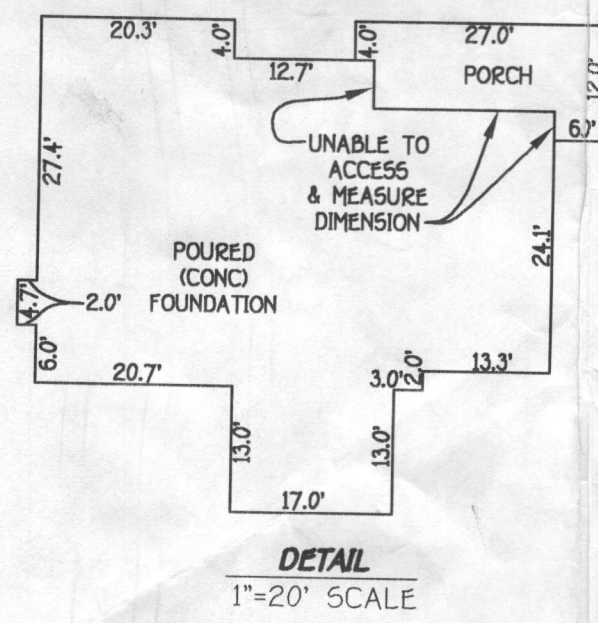 20.3'
4.0'
12.7'
4.0'
27.0'
PORCH
12.0'
6.0'
27.4'
UNABLE TO
ACCESS
& MEASURE
DIMENSION
24.1'
POURED
(CONC)
FOUNDATION
4.7'
2.0'
6.0'
20.7'
3.0'
2.0'
13.3'
13.0'
13.0'
17.0'
DETAIL
1"=20' SCALE